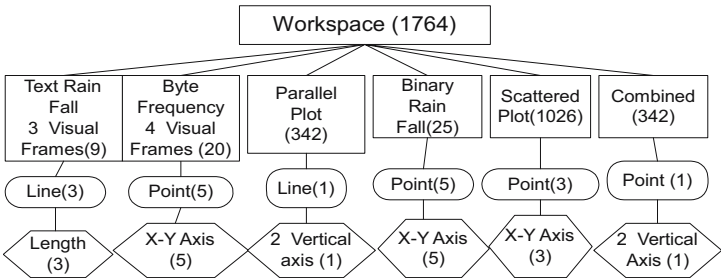 Workspace (1764)
Text Rain
Fall
3 Visual
Frames(9)
Byte
Frequency
4 Visual
Frames (20)
Parallel
Plot
(342)
Binary
Rain
Fall(25)
Scattered
Plot(1026)
Combined
(342)
Line(3)
Point(5)
Line(1)
Point(5)
Point(3)
Point (1)
Length
(3)
X-Y Axis
(5)
2 Vertical
axis (1)
X-Y Axis
(5)
X-Y Axis
(3)
2 Vertical
Axis (1)